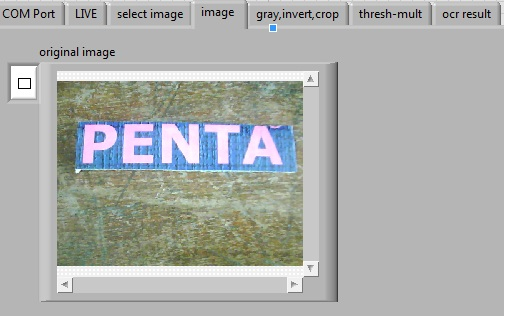 COM Port LIVE select image image gray,invert,crop thresh-mult ocr result
original image
PENTA